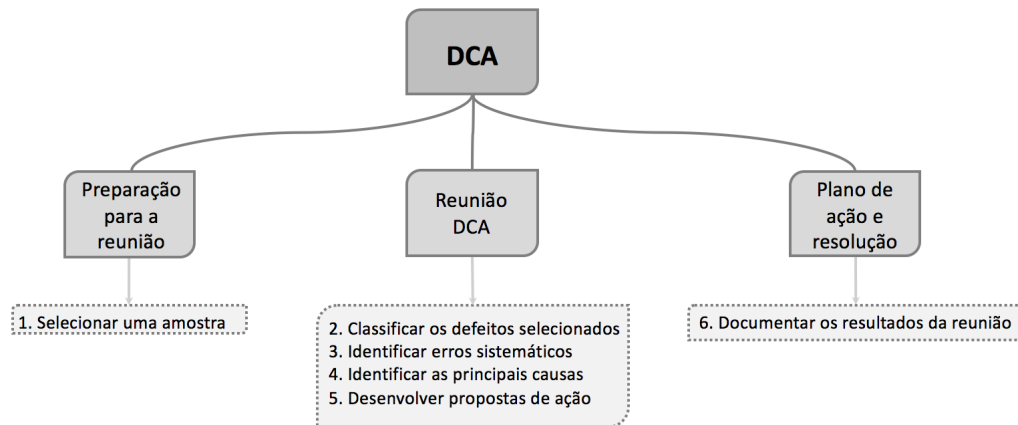 DCA
Preparação
para a
reunião
Reunião
DCA
Plano de
ação e
resolução
1. Selecionar uma amostra
2. Classificar os defeitos selecionados
3. Identificar erros sistemáticos
4. Identificar as principais causas
5. Desenvolver propostas de ação
6. Documentar os resultados da reunião